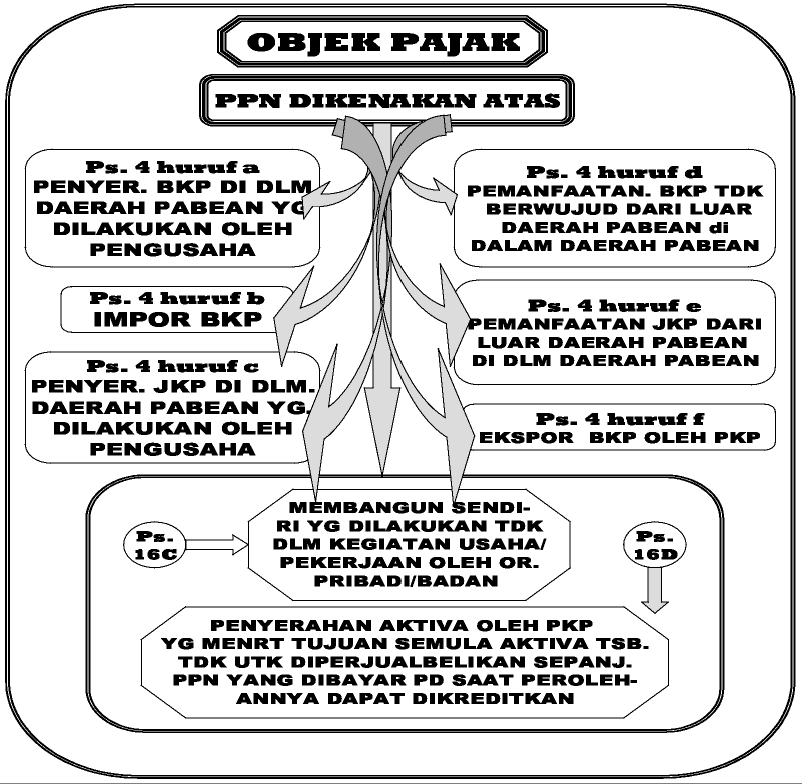 OBJEK PAJAK
PPN DIKENAKAN ATAS
Ps. 4 huruf a
PENYER. BKP DI DLM
DAERAH PABEAN YG
DILAKUKAN OLEH
PENGUSAHA
Ps. 4 huruf b
IMPOR BKP
Ps. 4 huruf c
PENYER. JKP DI DLM.
DAERAH PABEAN YG.
DILAKUKAN OLEH
PENGUSAHA
Ps. 4 huruf d
PEMANFAATAN. BKP TDK
BERWUJUD DARI LUAR
DAERAH PABEAN di
DALAM DAERAH PABEAN
Ps. 4 huruf e
PEMANFAATAN JKP DARI
LUAR DAERAH PABEAN
DI DLM DAERAH PABEAN
Ps. 4 huruf f
EKSPOR BKP OLEH PKP
Ps.
16C
MEMBANGUN SENDI-
RI YG DILAKUKAN TDK
DLM KEGIATAN USAHA/
PEKERJAAN OLEH OR.
PRIBADI/BADAN
Ps.
16D
PENYERAHAN AKTIVA OLEH PKP
YG MENRT TUJUAN SEMULA AKTIVA TSB.
TDK UTK DIPERJUALBELIKAN SEPANJ.
PPN YANG DIBAYAR PD SAAT PEROLEH-
ANNYA DAPAT DIKREDITKAN